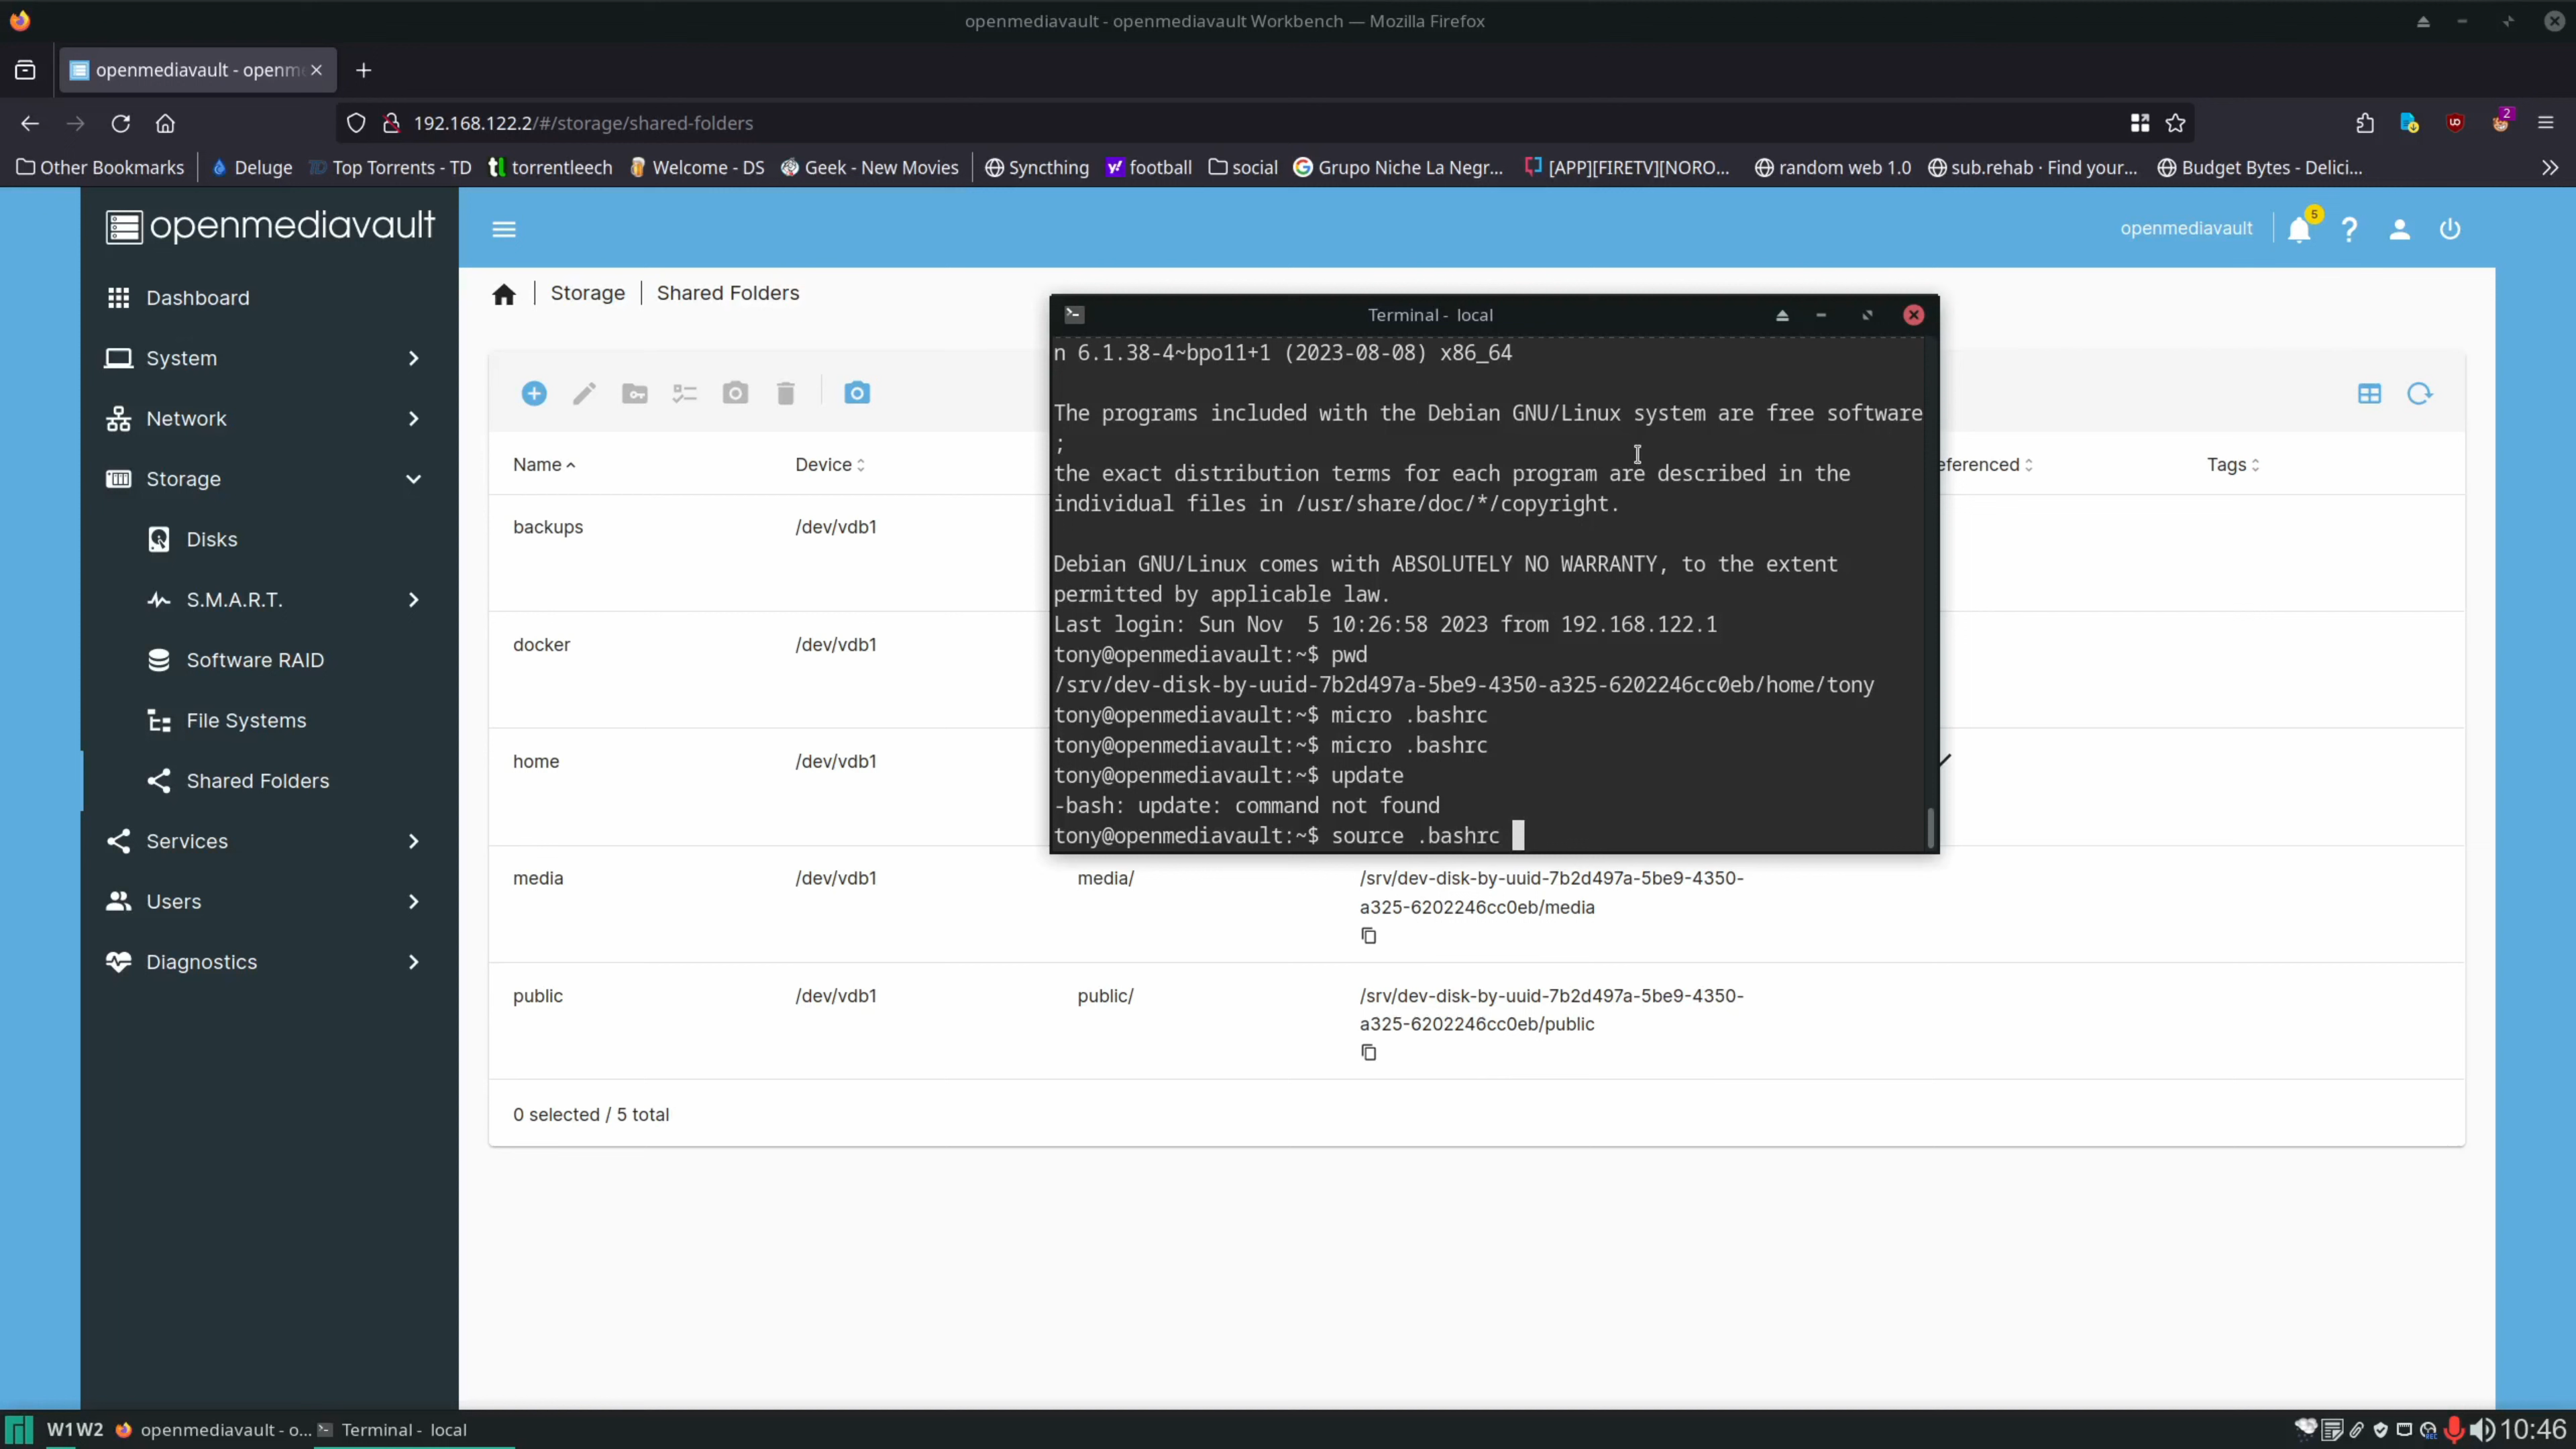 openmediavault - openmediavault Workbench — Mozilla Firefox
openmediavault - openm
192.168.122.2/#/storage/shared-folders
2
Other Bookmarks
Deluge
TD Top Torrents - TD
tl torrentleech
Welcome - DS
Geek - New Movies
Syncthing
y! football
social
Grupo Niche La Negr...
[APP][FIRETV][NORO...
random web 1.0
sub.rehab · Find your...
Budget Bytes - Delici...
openmediavault
openmediavault
5
Dashboard
System
Network
Storage
Disks
S.M.A.R.T.
Software RAID
File Systems
Shared Folders
Services
Users
Diagnostics
Storage | Shared Folders
Name
Device
eferenced
Tags
backups
/dev/vdb1
docker
/dev/vdb1
home
/dev/vdb1
media
/dev/vdb1
media/
/srv/dev-disk-by-uuid-7b2d497a-5be9-4350-
a325-6202246cc0eb/media
public
/dev/vdb1
public/
/srv/dev-disk-by-uuid-7b2d497a-5be9-4350-
a325-6202246cc0eb/public
0 selected / 5 total
Terminal - local
n 6.1.38-4~bpo11+1 (2023-08-08) x86_64
The programs included with the Debian GNU/Linux system are free software
;
the exact distribution terms for each program are described in the
individual files in /usr/share/doc/*/copyright.
Debian GNU/Linux comes with ABSOLUTELY NO WARRANTY, to the extent
permitted by applicable law.
Last login: Sun Nov  5 10:26:58 2023 from 192.168.122.1
tony@openmediavault:~$ pwd
/srv/dev-disk-by-uuid-7b2d497a-5be9-4350-a325-6202246cc0eb/home/tony
tony@openmediavault:~$ micro .bashrc
tony@openmediavault:~$ micro .bashrc
tony@openmediavault:~$ update
-bash: update: command not found
tony@openmediavault:~$ source .bashrc
W1 W2
openmediavault - o...
Terminal - local
10:46